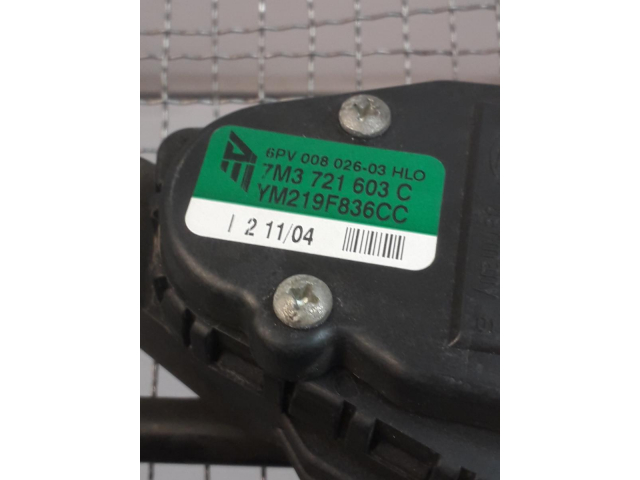 6PV 008 026-03 HLO
7M3 721 603 C
YM219F836CC
I 2 11/04